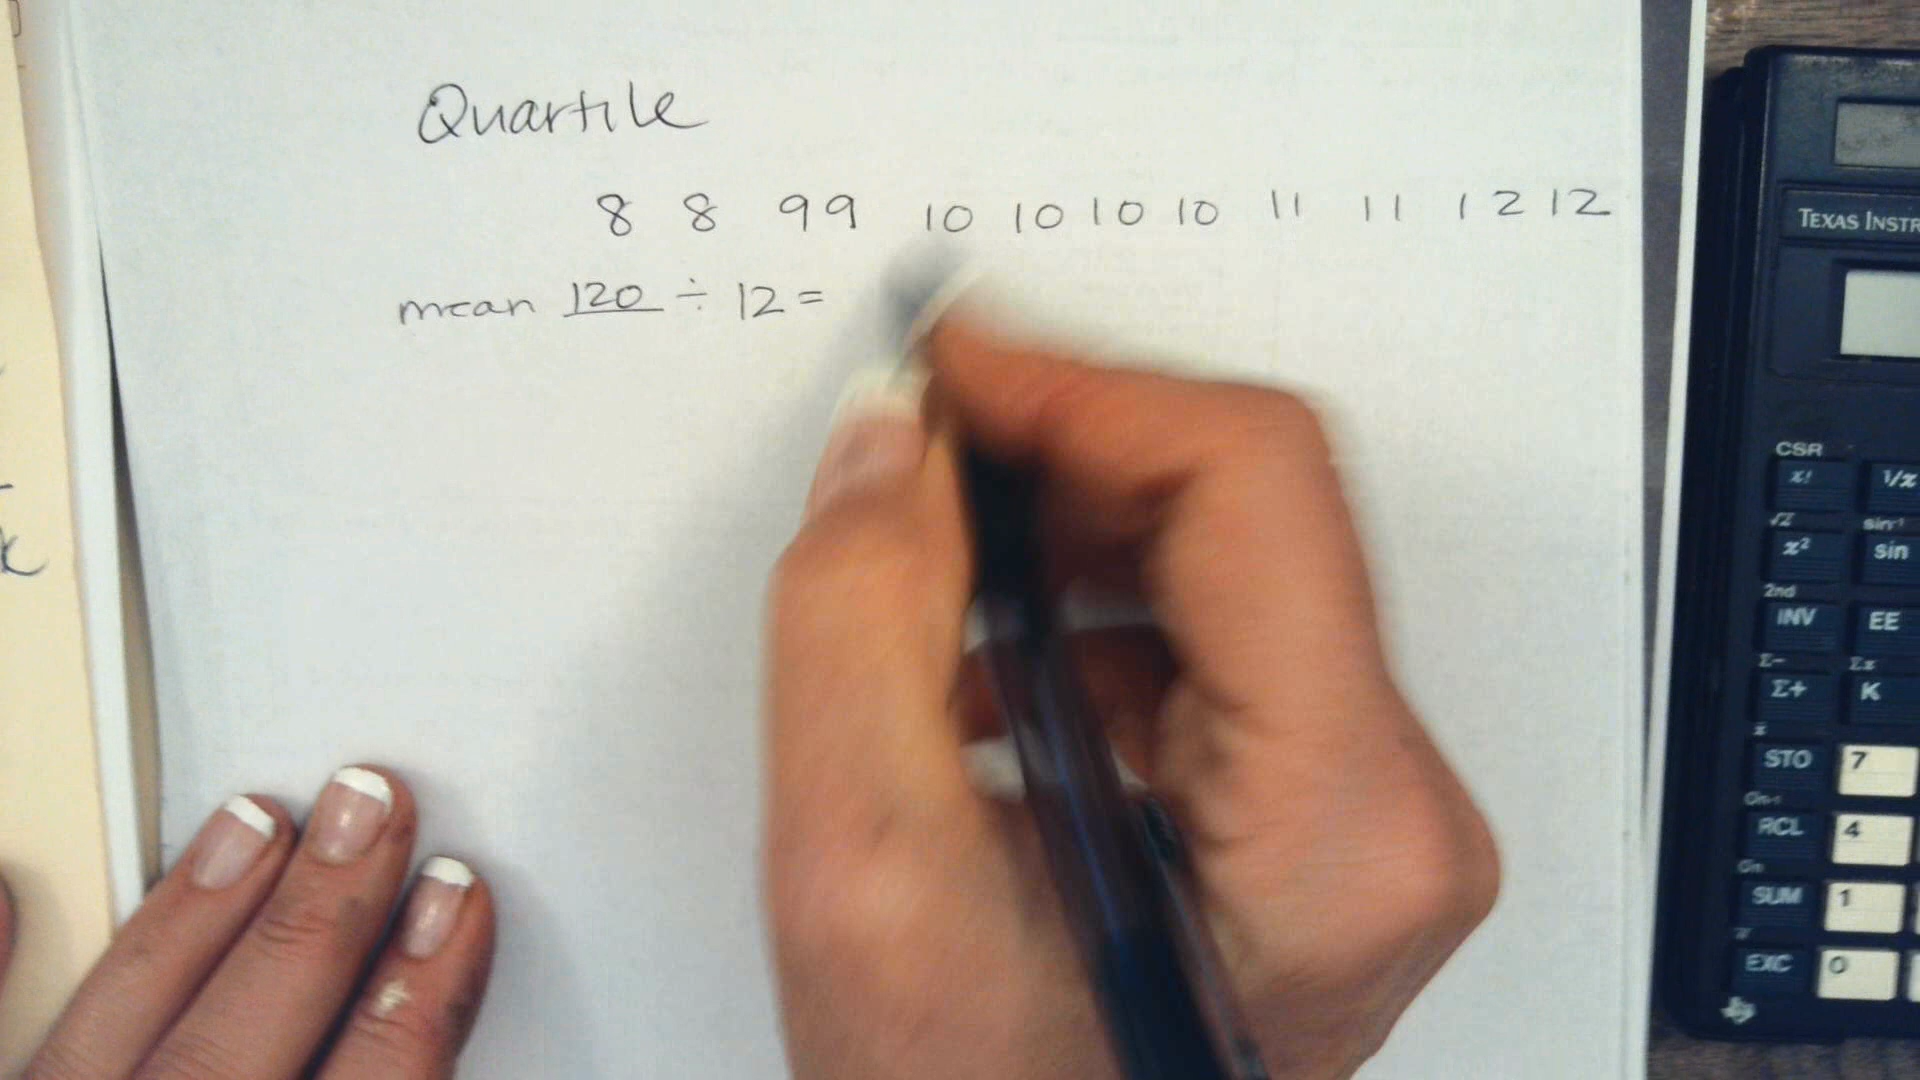 Quartile
8 8 9 9 10 10 10 10 11 11 12 12
mean 120 ÷ 12 =
TEXAS INSTR
CSR
x! 1/x
sin⁻¹
x² sin
2nd
INV EE
Σ− Σx
Σ+ K
x̄
STO 7
RCL 4
SUM 1
EXC 0